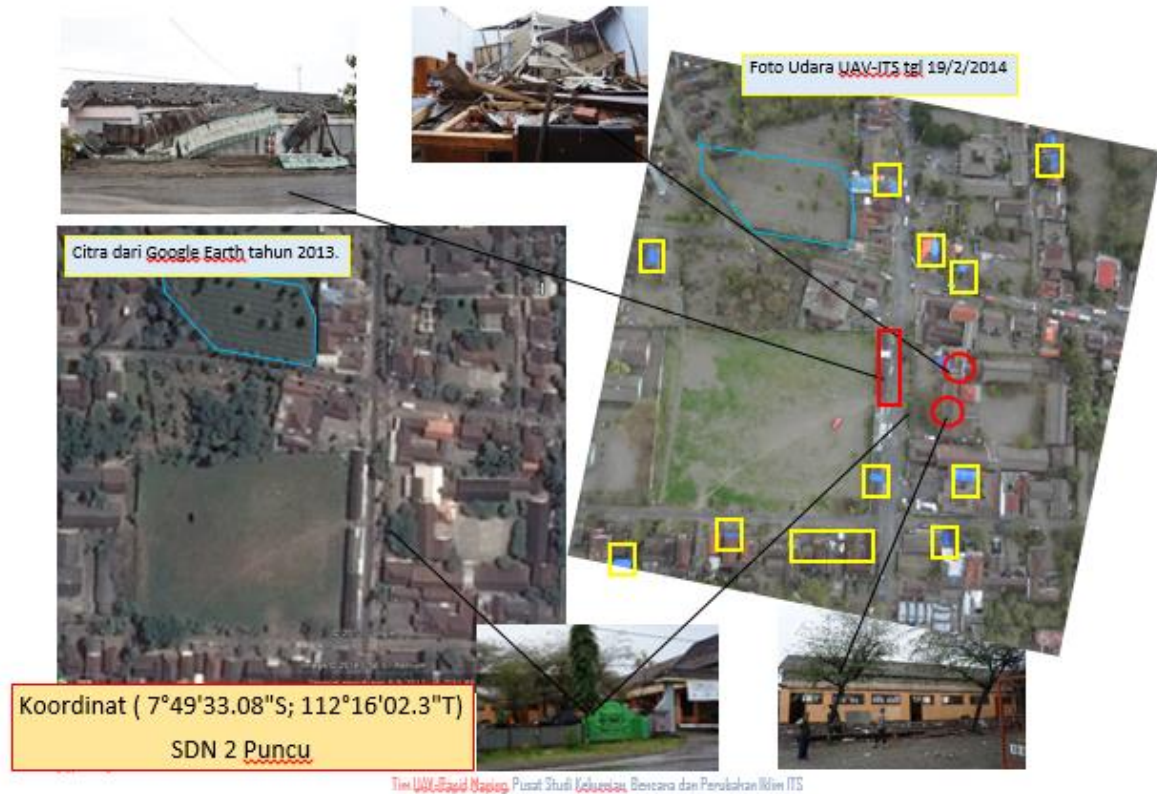 Foto Udara UAV-ITS tgl 19/2/2014
Citra dari Google Earth tahun 2013.
Koordinat ( 7°49'33.08"S; 112°16'02.3"T)
SDN 2 Puncu
Tim UAV-Rapid Maping, Pusat Studi Kebumian, Bencana dan Perubahan Iklim ITS